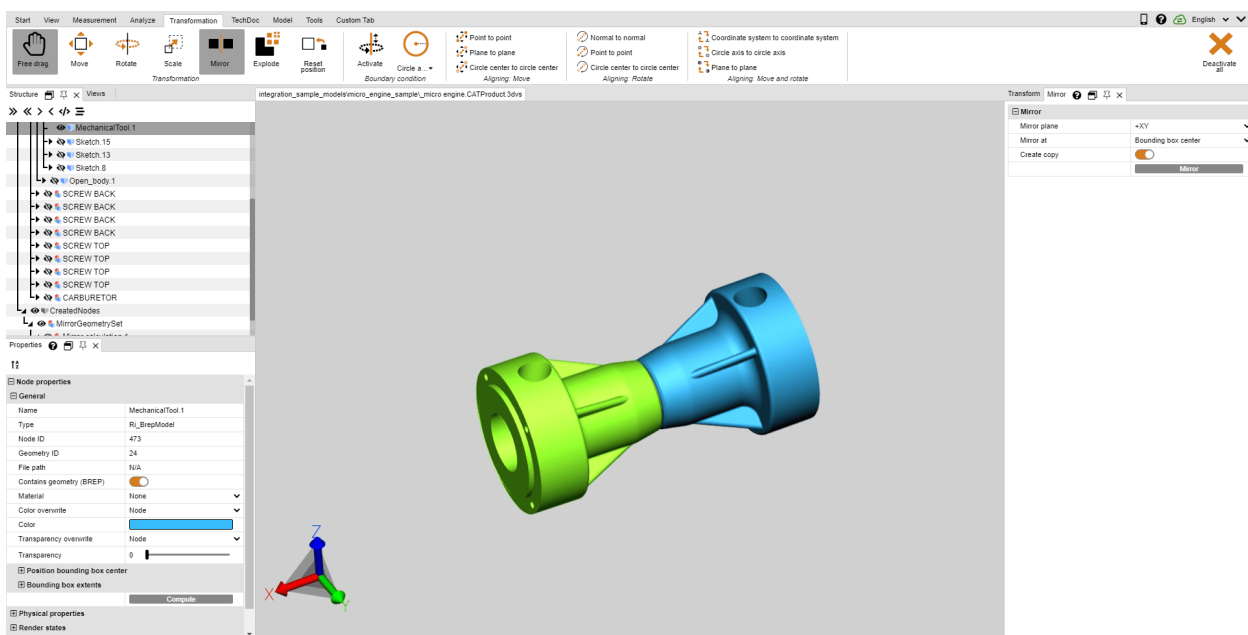 Start View Measurement Analyze Transformation TechDoc Model Tools Custom Tab English
Free drag Move Rotate Scale Mirror Explode Reset position
Transformation
Activate Circle a...
Boundary condition
Point to point
Plane to plane
Circle center to circle center
Aligning: Move
Normal to normal
Point to point
Circle center to circle center
Aligning: Rotate
Coordinate system to coordinate system
Circle axis to circle axis
Plane to plane
Aligning: Move and rotate
Deactivate all
Structure Views
MechanicalTool.1
Sketch.15
Sketch.13
Sketch.8
Open_body.1
SCREW BACK
SCREW BACK
SCREW BACK
SCREW BACK
SCREW TOP
SCREW TOP
SCREW TOP
SCREW TOP
CARBURETOR
CreatedNodes
MirrorGeometrySet
Properties
Node properties
General
Name MechanicalTool.1
Type Ri_BrepModel
Node ID 473
Geometry ID 24
File path N/A
Contains geometry (BREP)
Material None
Color overwrite Node
Color
Transparency overwrite Node
Transparency 0
Position bounding box center
Bounding box extents
Compute
Physical properties
Render states
integration_sample_models\micro_engine_sample\_micro engine.CATProduct.3dvs
Z
X
Y
Transform Mirror
Mirror
Mirror plane +XY
Mirror at Bounding box center
Create copy
Mirror